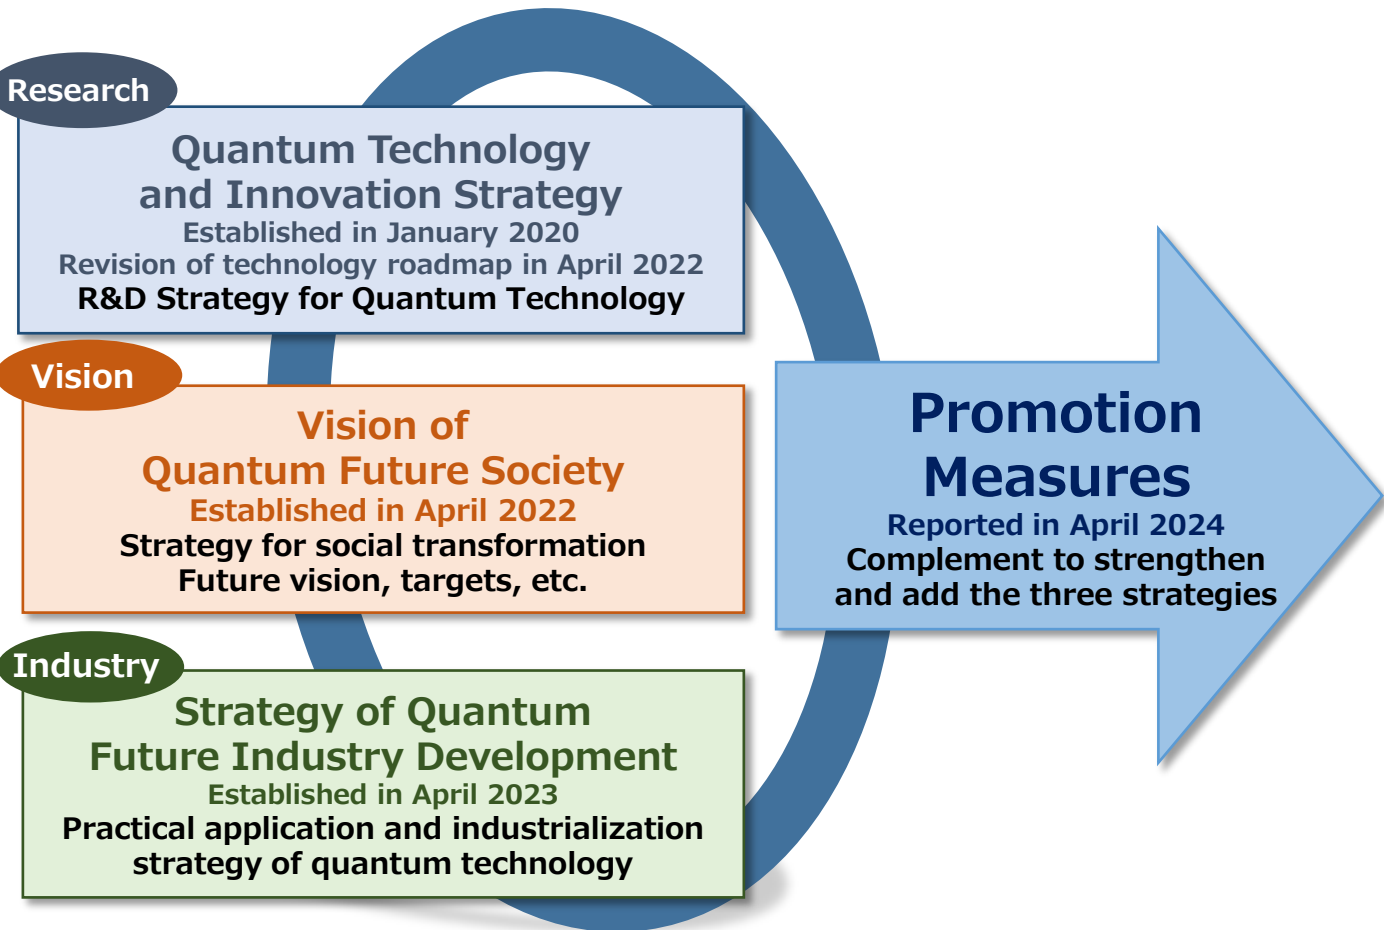 Research
Quantum Technology
and Innovation Strategy
Established in January 2020
Revision of technology roadmap in April 2022
R&D Strategy for Quantum Technology
Vision
Vision of
Quantum Future Society
Established in April 2022
Strategy for social transformation
Future vision, targets, etc.
Industry
Strategy of Quantum
Future Industry Development
Established in April 2023
Practical application and industrialization
strategy of quantum technology
Promotion
Measures
Reported in April 2024
Complement to strengthen
and add the three strategies